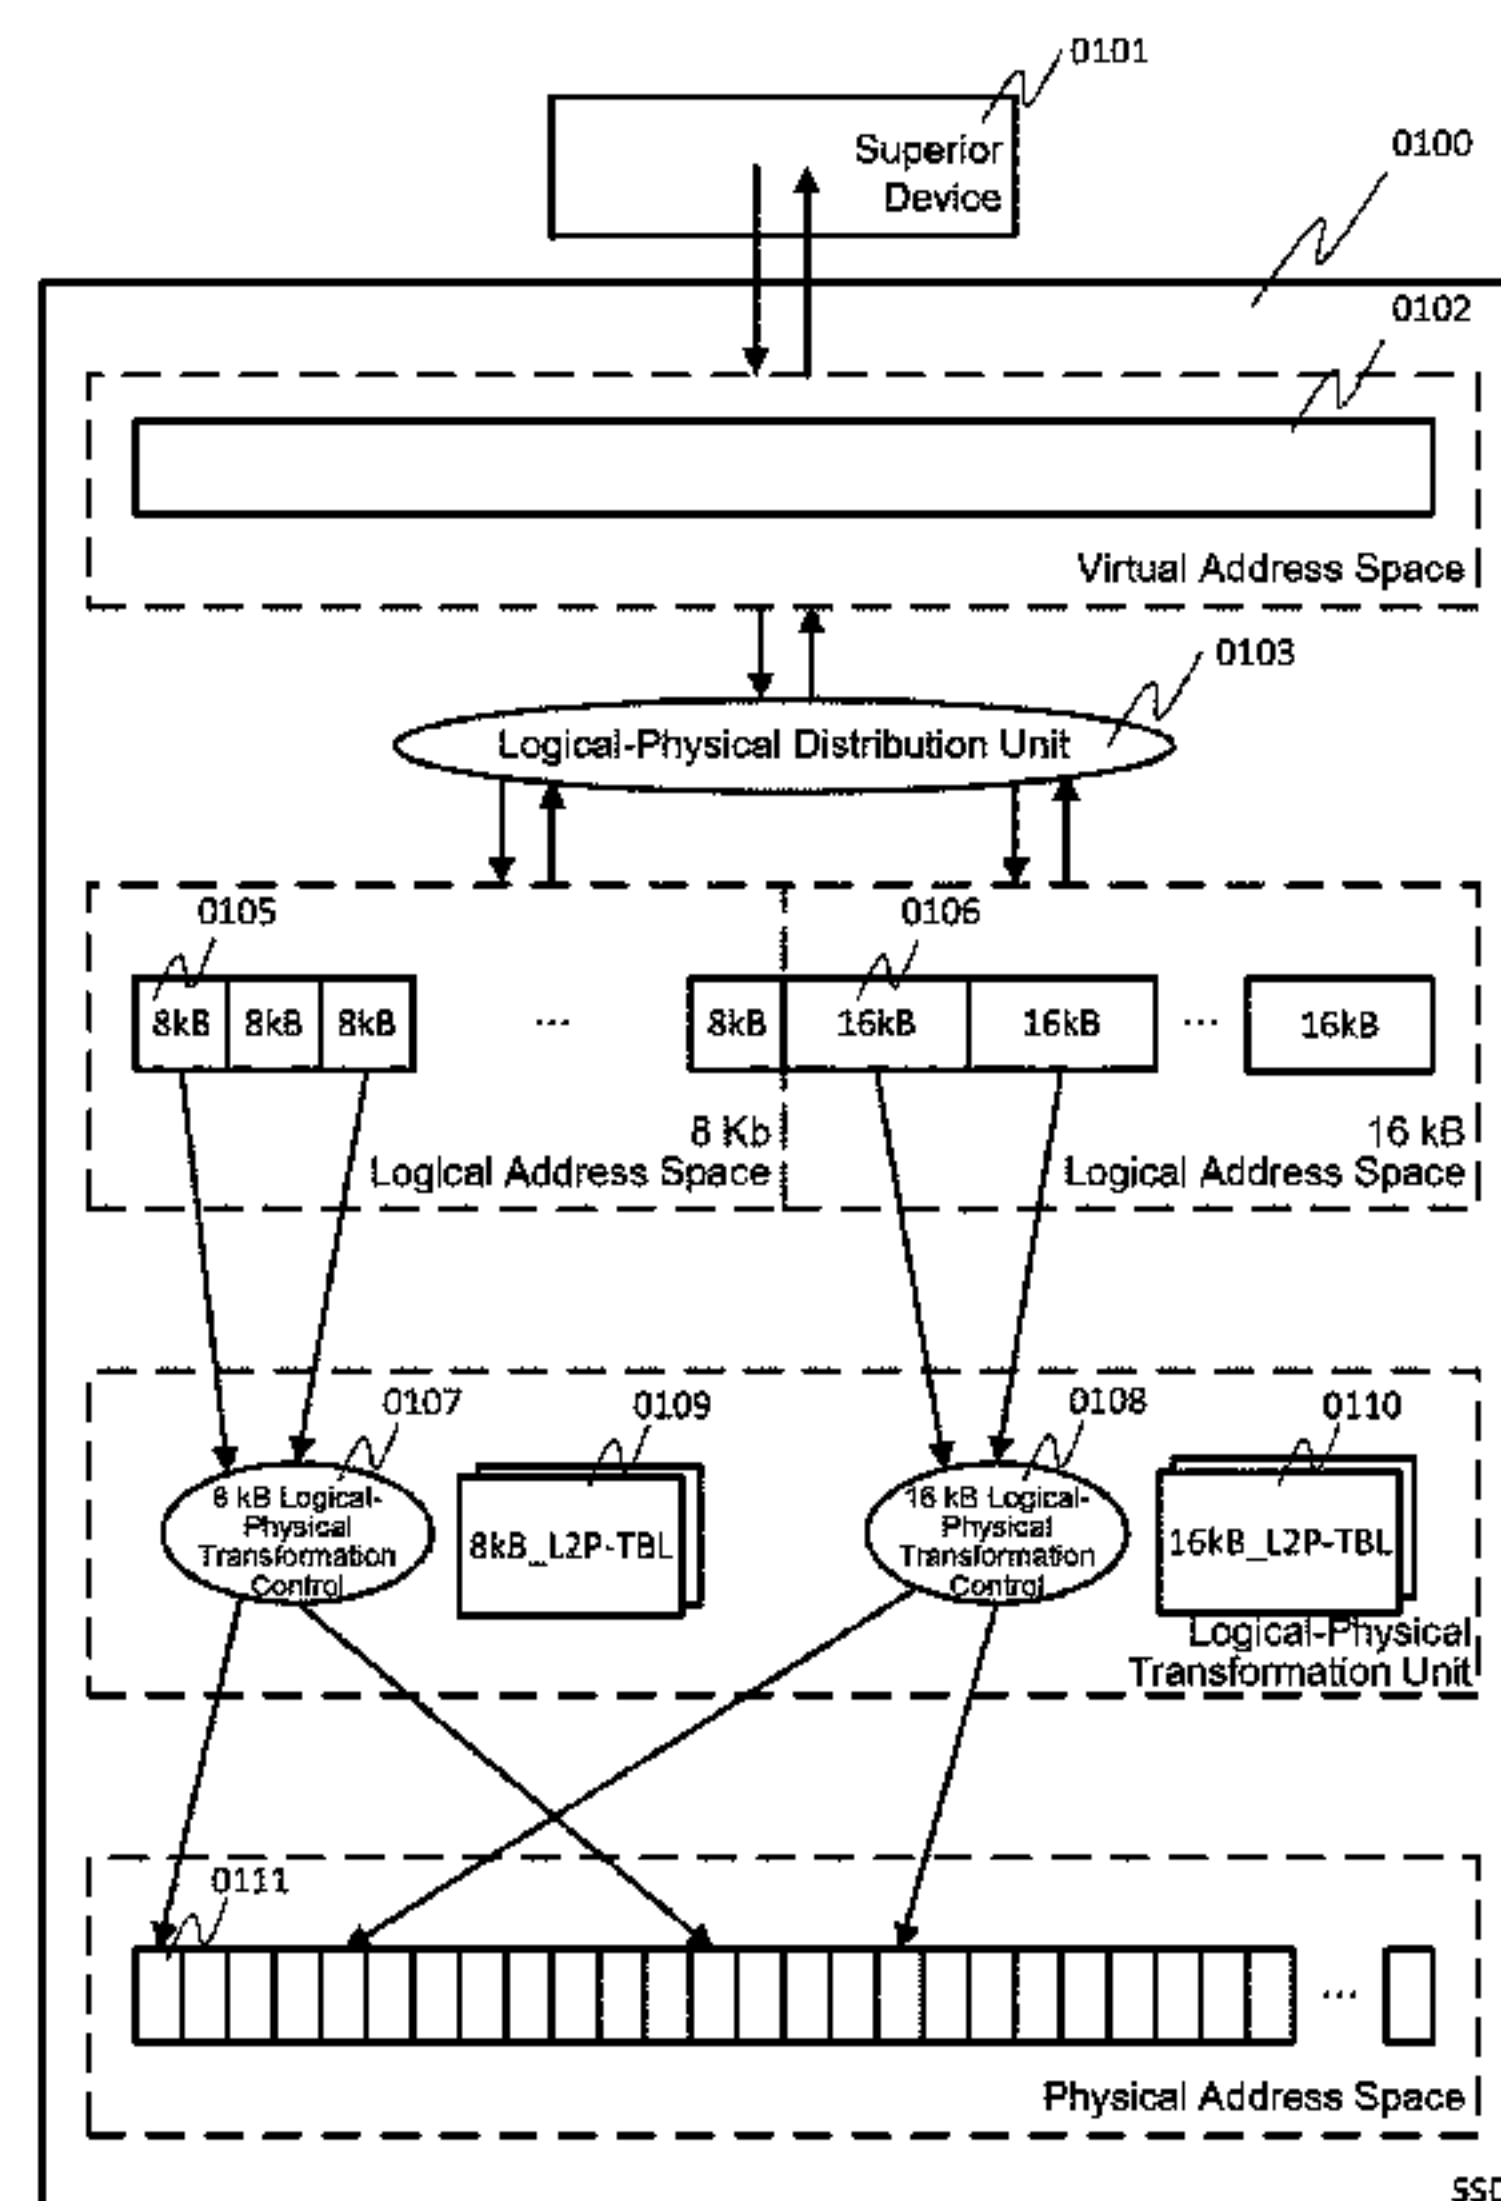 0101
Superior
Device
0100
0102
Virtual Address Space
0103
Logical-Physical Distribution Unit
0105
0106
8kB 8kB 8kB ... 8kB 16kB 16kB ... 16kB
8 Kb
Logical Address Space
16 kB
Logical Address Space
0107
0109
0108
0110
8 kB Logical-
Physical
Transformation
Control
8kB_L2P-TBL
16 kB Logical-
Physical
Transformation
Control
16kB_L2P-TBL
Logical-Physical
Transformation Unit
0111
...
Physical Address Space
SSD